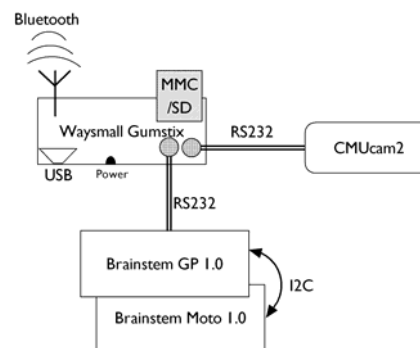 Bluetooth
MMC
/SD
Waysmall Gumstix
RS232
CMUcam2
USB
Power
RS232
Brainstem GP 1.0
I2C
Brainstem Moto 1.0